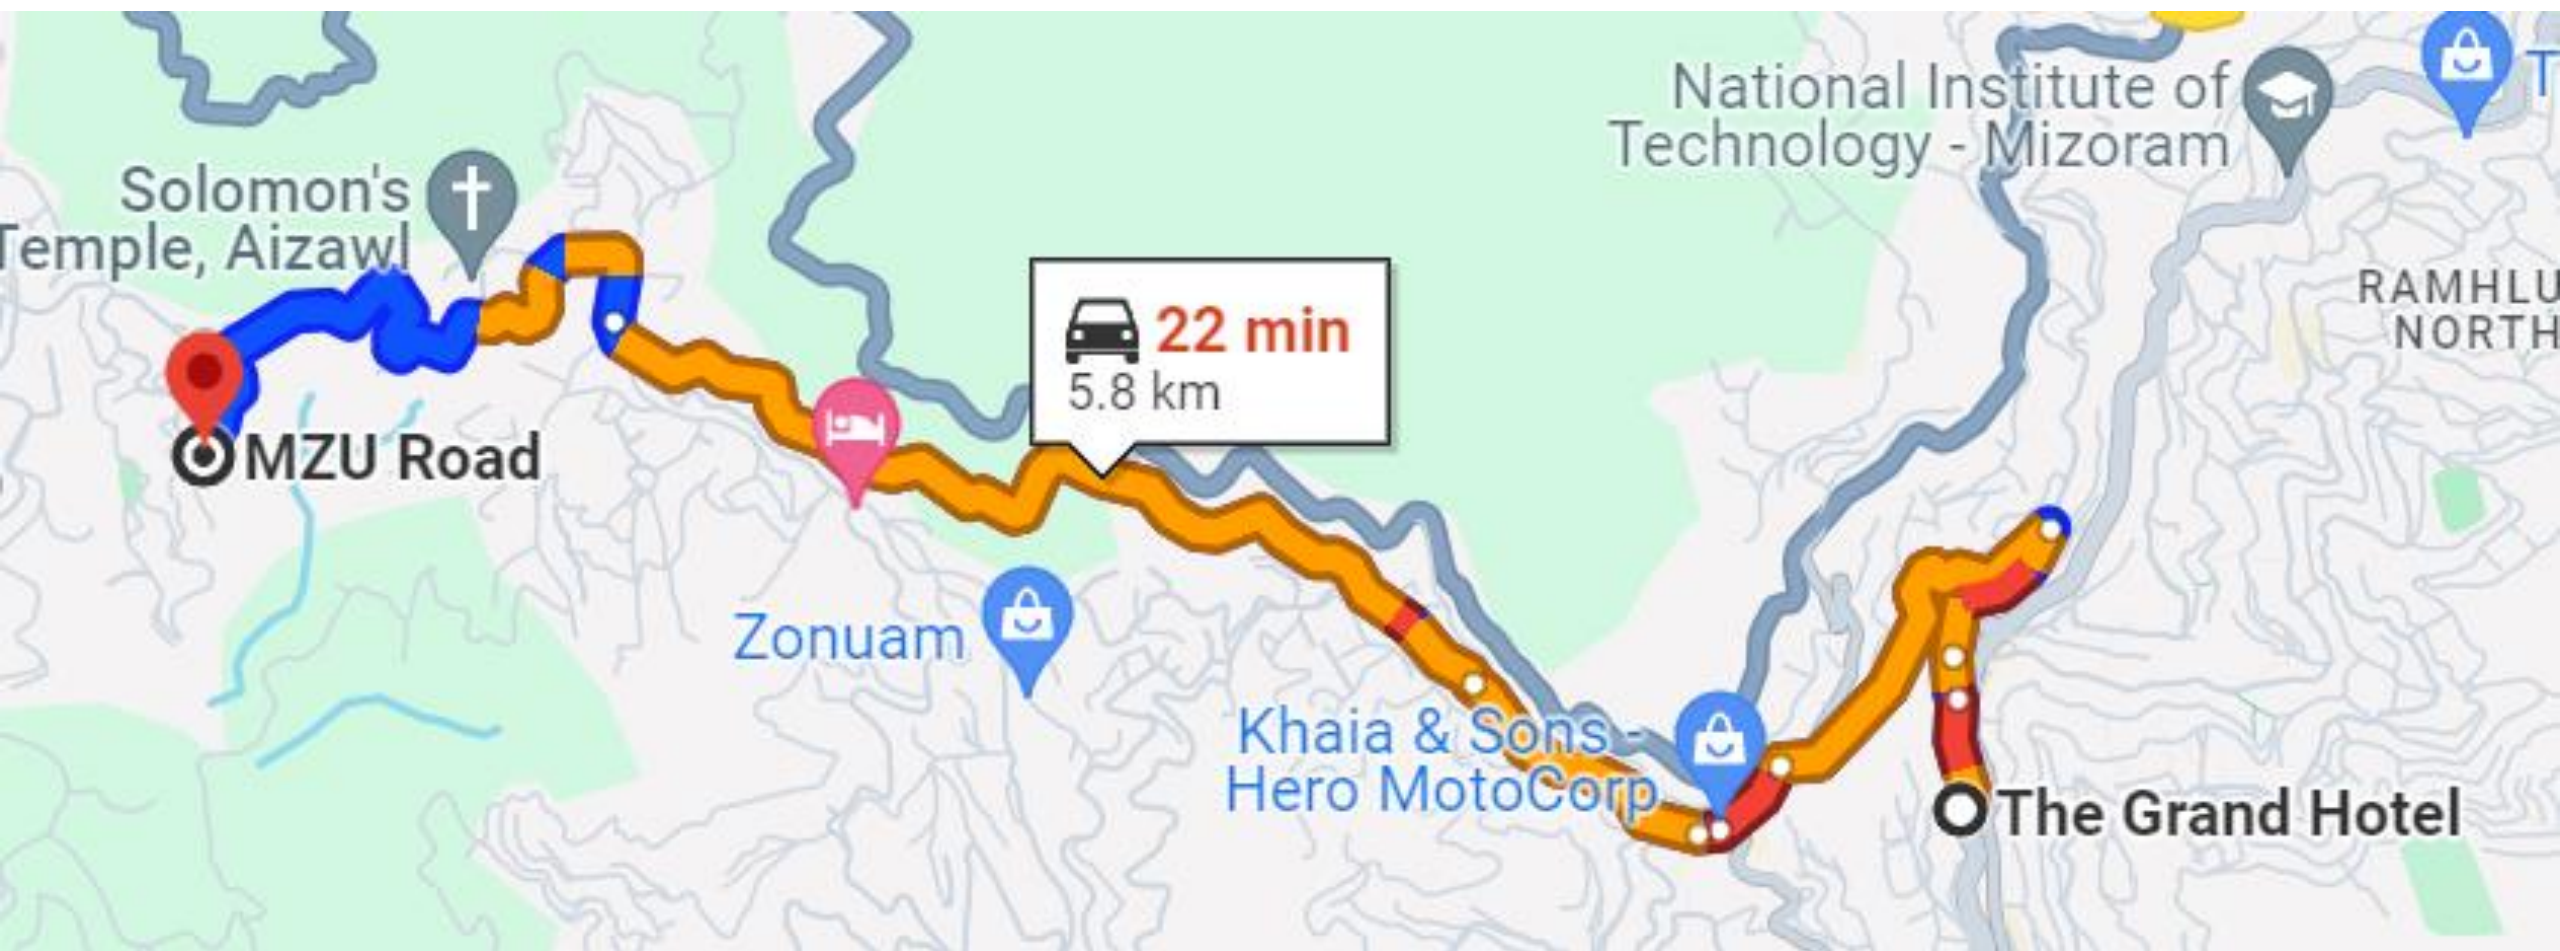 National Institute of
Technology - Mizoram
T
Solomon's
Temple, Aizawl
RAMHLU
NORTH
22 min
5.8 km
MZU Road
Zonuam
Khaia & Sons -
Hero MotoCorp
The Grand Hotel